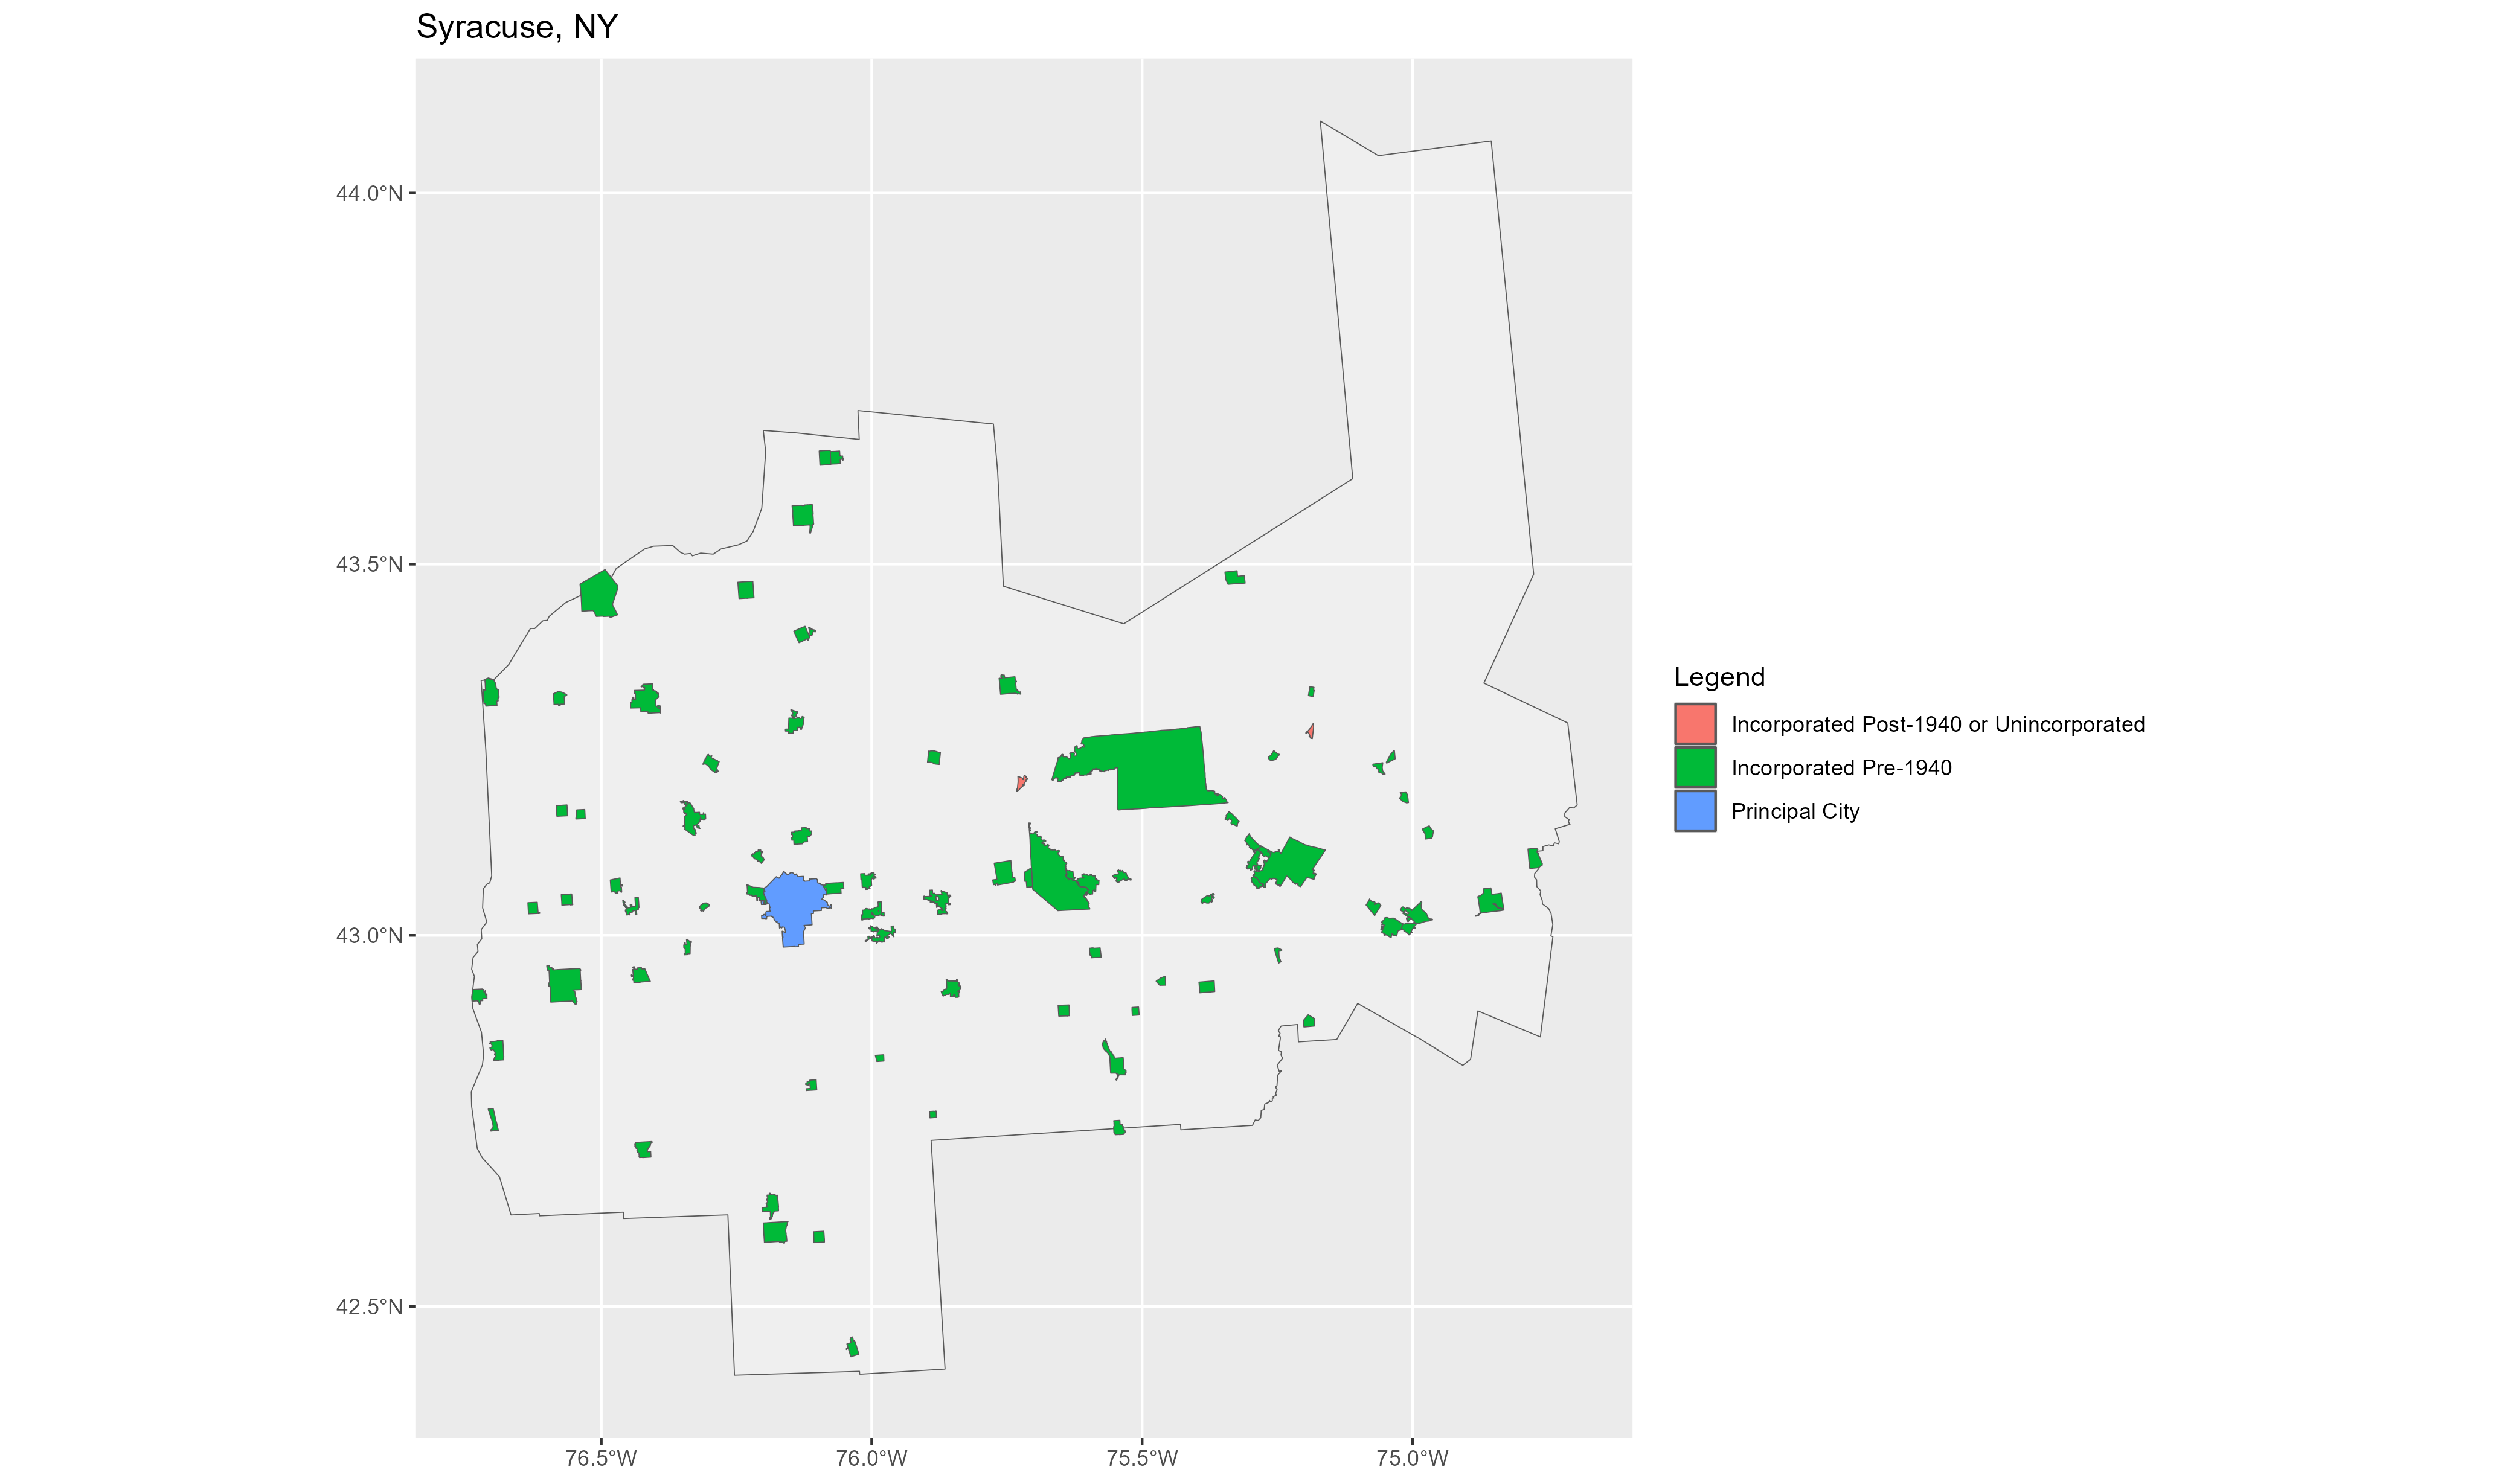 Syracuse, NY
44.0°N
43.5°N
43.0°N
42.5°N
76.5°W
76.0°W
75.5°W
75.0°W
Legend
Incorporated Post-1940 or Unincorporated
Incorporated Pre-1940
Principal City